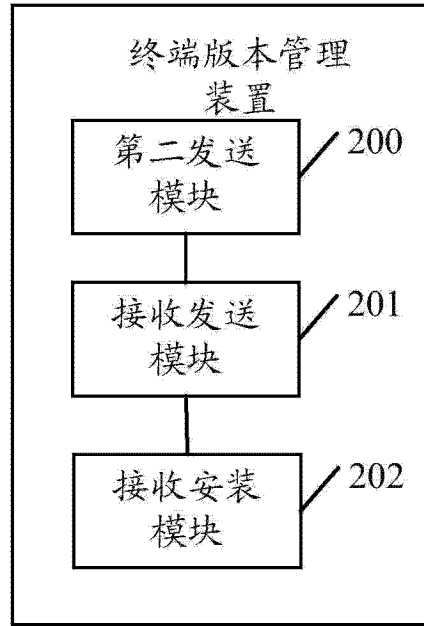 终端版本管理
装置
第二发送
模块
200
接收发送
模块
201
接收安装
模块
202